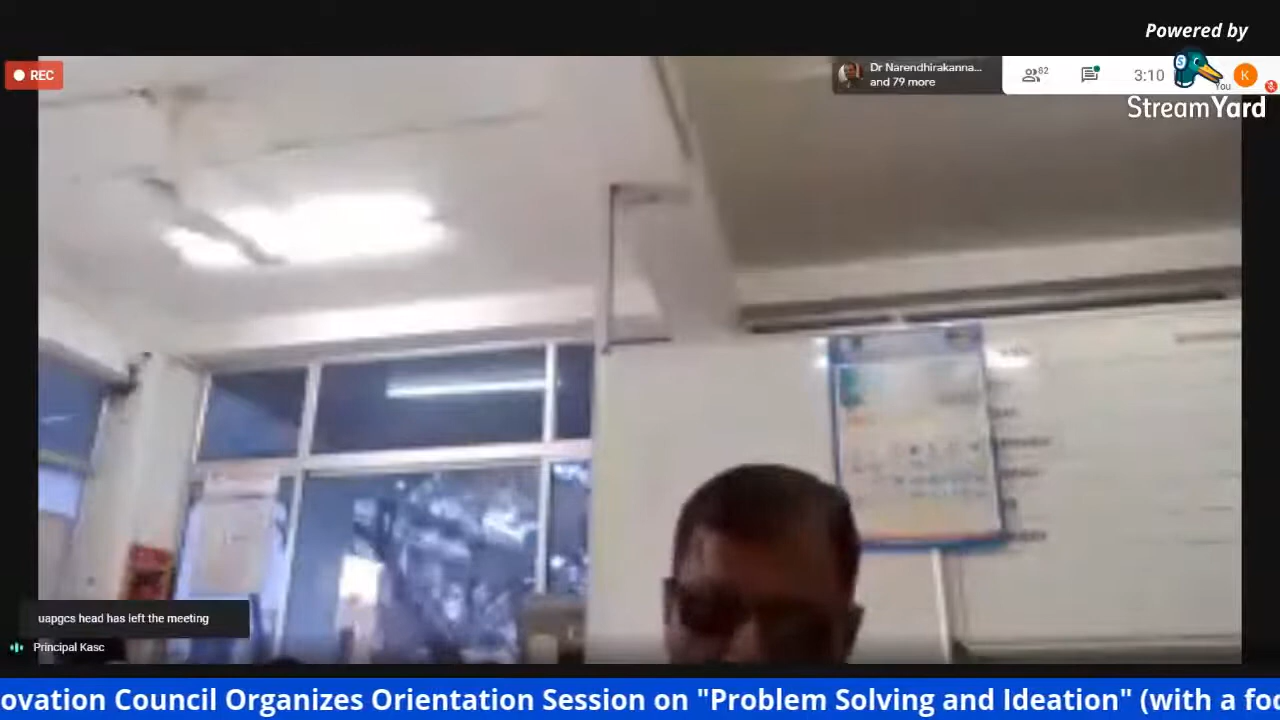 Powered by
REC
Dr Narendhirakanna...
and 79 more
82
3:10
You
K
StreamYard
uapgcs head has left the meeting
Principal Kasc
ovation Council Organizes Orientation Session on "Problem Solving and Ideation" (with a foc